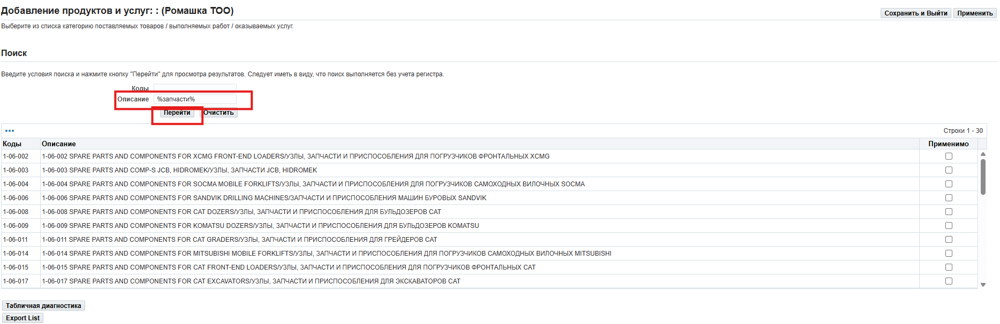 Добавление продуктов и услуг: : (Ромашка ТОО)
Сохранить и Выйти Применить
Выберите из списка категорию поставляемых товаров / выполняемых работ / оказываемых услуг.
Поиск
Введите условия поиска и нажмите кнопку "Перейти" для просмотра результатов. Следует иметь в виду, что поиск выполняется без учета регистра.
Коды
Описание %запчасти%
Перейти Очистить
Строки 1 - 30
Коды Описание Применимо
1-06-002 1-06-002 SPARE PARTS AND COMPONENTS FOR XCMG FRONT-END LOADERS/УЗЛЫ, ЗАПЧАСТИ И ПРИСПОСОБЛЕНИЯ ДЛЯ ПОГРУЗЧИКОВ ФРОНТАЛЬНЫХ XCMG
1-06-003 1-06-003 SPARE PARTS AND COMP-S JCB, HIDROMEK/УЗЛЫ, ЗАПЧАСТИ JCB, HIDROMEK
1-06-004 1-06-004 SPARE PARTS AND COMPONENTS FOR SOCMA MOBILE FORKLIFTS/УЗЛЫ, ЗАПЧАСТИ И ПРИСПОСОБЛЕНИЯ ДЛЯ ПОГРУЗЧИКОВ САМОХОДНЫХ ВИЛОЧНЫХ SOCMA
1-06-006 1-06-006 SPARE PARTS AND COMPONENTS FOR SANDVIK DRILLING MACHINES/ЗАПЧАСТИ И ПРИСПОСОБЛЕНИЯ МАШИН БУРОВЫХ SANDVIK
1-06-008 1-06-008 SPARE PARTS AND COMPONENTS FOR CAT DOZERS/УЗЛЫ, ЗАПЧАСТИ И ПРИСПОСОБЛЕНИЯ ДЛЯ БУЛЬДОЗЕРОВ CAT
1-06-009 1-06-009 SPARE PARTS AND COMPONENTS FOR KOMATSU DOZERS/УЗЛЫ, ЗАПЧАСТИ И ПРИСПОСОБЛЕНИЯ ДЛЯ БУЛЬДОЗЕРОВ KOMATSU
1-06-011 1-06-011 SPARE PARTS AND COMPONENTS FOR CAT GRADERS/УЗЛЫ, ЗАПЧАСТИ И ПРИСПОСОБЛЕНИЯ ДЛЯ ГРЕЙДЕРОВ CAT
1-06-014 1-06-014 SPARE PARTS AND COMPONENTS FOR MITSUBISHI MOBILE FORKLIFTS/УЗЛЫ, ЗАПЧАСТИ И ПРИСПОСОБЛЕНИЯ ДЛЯ ПОГРУЗЧИКОВ САМОХОДНЫХ ВИЛОЧНЫХ MITSUBISHI
1-06-015 1-06-015 SPARE PARTS AND COMPONENTS FOR CAT FRONT-END LOADERS/УЗЛЫ, ЗАПЧАСТИ И ПРИСПОСОБЛЕНИЯ ДЛЯ ПОГРУЗЧИКОВ ФРОНТАЛЬНЫХ CAT
1-06-017 1-06-017 SPARE PARTS AND COMPONENTS FOR CAT EXCAVATORS/УЗЛЫ, ЗАПЧАСТИ И ПРИСПОСОБЛЕНИЯ ДЛЯ ЭКСКАВАТОРОВ CAT
Табличная диагностика
Export List